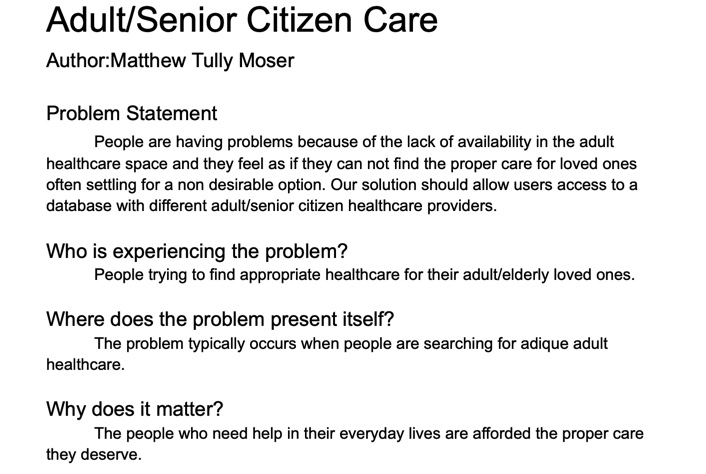 Adult/Senior Citizen Care
Author:Matthew Tully Moser
Problem Statement
People are having problems because of the lack of availability in the adult
healthcare space and they feel as if they can not find the proper care for loved ones
often settling for a non desirable option. Our solution should allow users access to a
database with different adult/senior citizen healthcare providers.
Who is experiencing the problem?
People trying to find appropriate healthcare for their adult/elderly loved ones.
Where does the problem present itself?
The problem typically occurs when people are searching for adique adult
healthcare.
Why does it matter?
The people who need help in their everyday lives are afforded the proper care
they deserve.